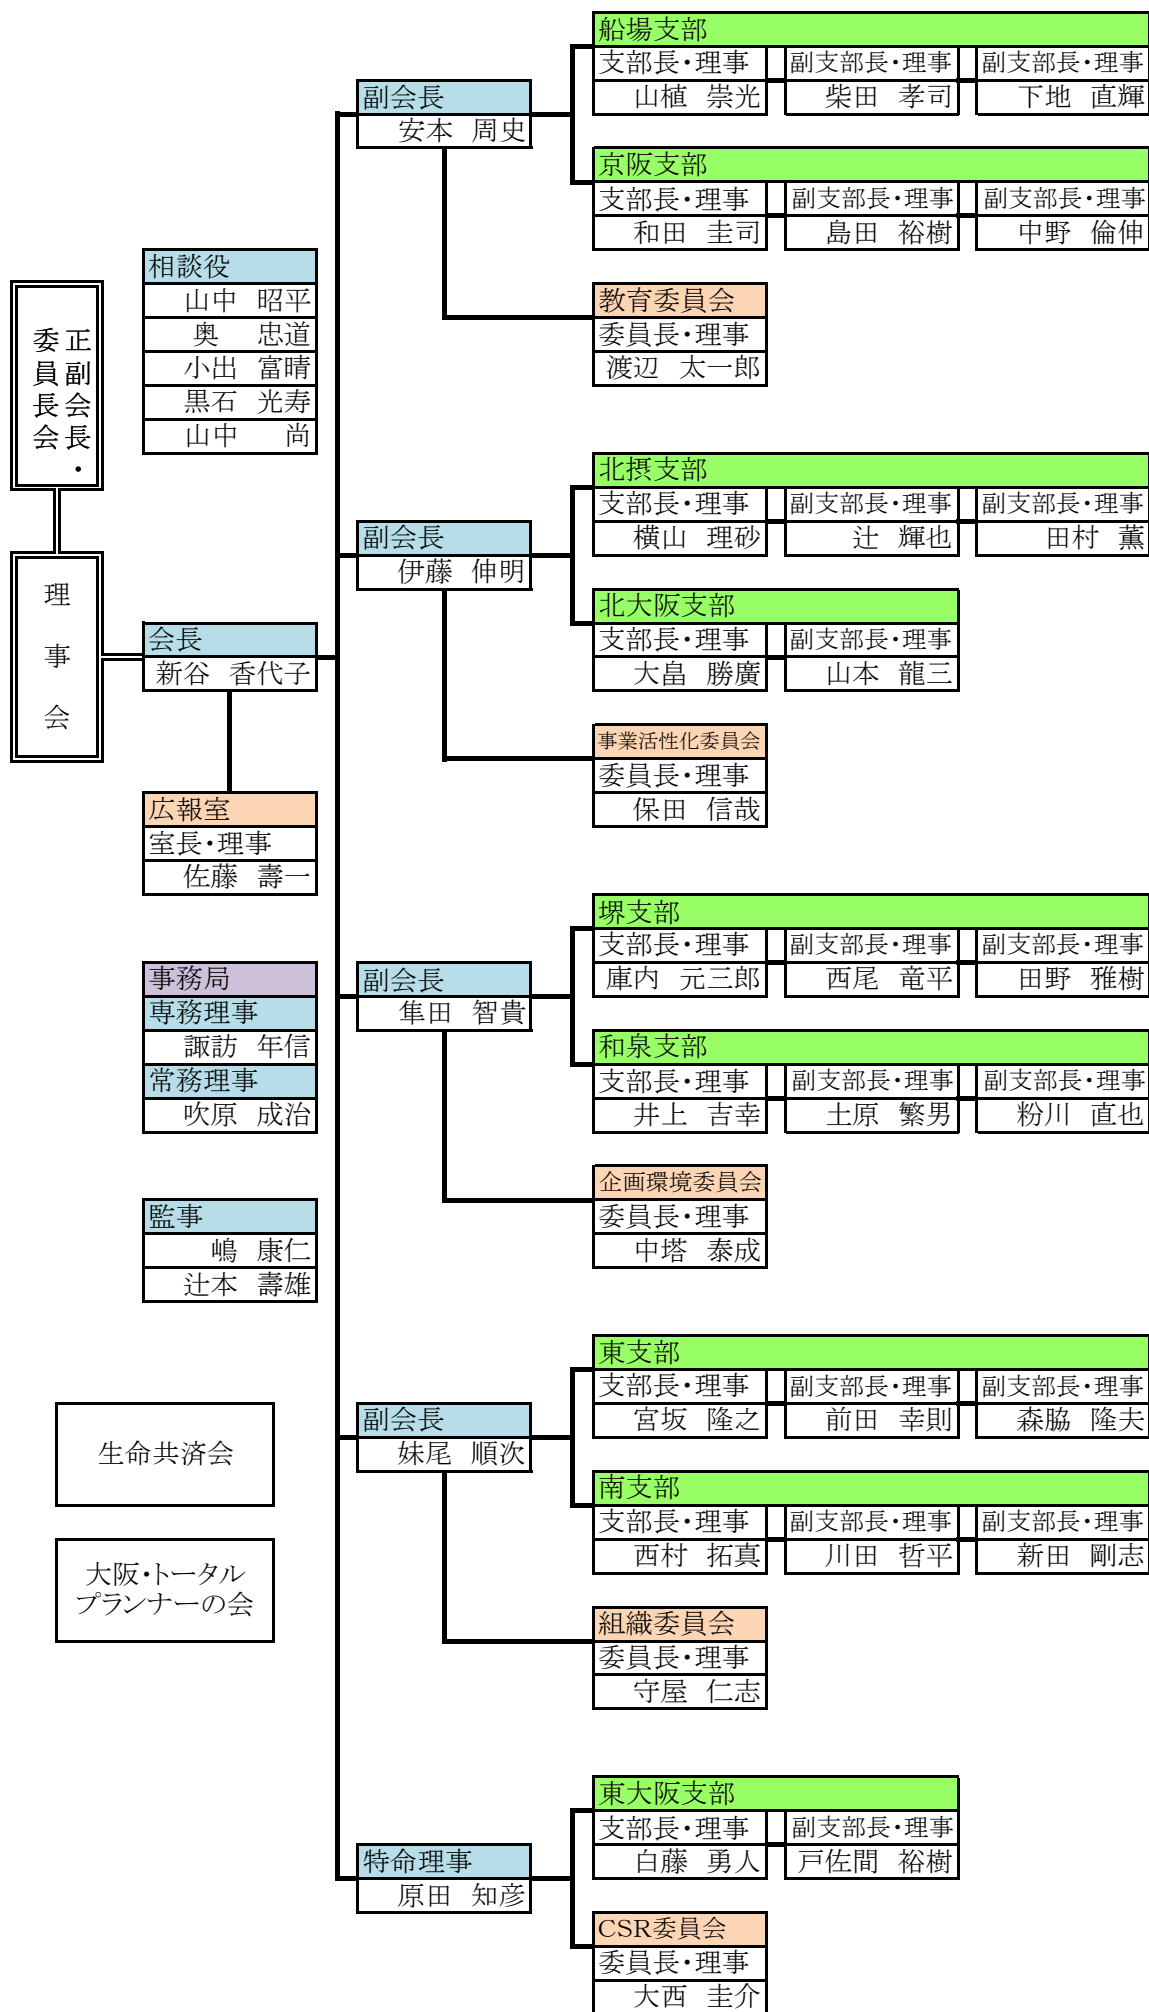 正副会長・
委員長会
理事会
相談役
山中 昭平
奥 忠道
小出 富晴
黒石 光寿
山中 尚
会長
新谷 香代子
広報室
室長・理事
佐藤 壽一
事務局
専務理事
諏訪 年信
常務理事
吹原 成治
監事
嶋 康仁
辻本 壽雄
生命共済会
大阪・トータル
プランナーの会
副会長
安本 周史
船場支部
支部長・理事 副支部長・理事 副支部長・理事
山植 崇光 柴田 孝司 下地 直輝
京阪支部
支部長・理事 副支部長・理事 副支部長・理事
和田 圭司 島田 裕樹 中野 倫伸
教育委員会
委員長・理事
渡辺 太一郎
副会長
伊藤 伸明
北摂支部
支部長・理事 副支部長・理事 副支部長・理事
横山 理砂 辻 輝也 田村 薫
北大阪支部
支部長・理事 副支部長・理事
大畠 勝廣 山本 龍三
事業活性化委員会
委員長・理事
保田 信哉
副会長
隼田 智貴
堺支部
支部長・理事 副支部長・理事 副支部長・理事
庫内 元三郎 西尾 竜平 田野 雅樹
和泉支部
支部長・理事 副支部長・理事 副支部長・理事
井上 吉幸 土原 繁男 粉川 直也
企画環境委員会
委員長・理事
中塔 泰成
副会長
妹尾 順次
東支部
支部長・理事 副支部長・理事 副支部長・理事
宮坂 隆之 前田 幸則 森脇 隆夫
南支部
支部長・理事 副支部長・理事 副支部長・理事
西村 拓真 川田 哲平 新田 剛志
組織委員会
委員長・理事
守屋 仁志
特命理事
原田 知彦
東大阪支部
支部長・理事 副支部長・理事
白藤 勇人 戸佐間 裕樹
CSR委員会
委員長・理事
大西 圭介